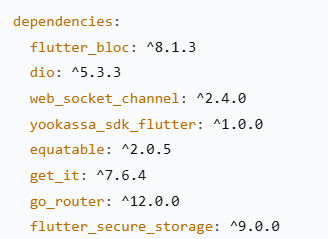 dependencies:
flutter_bloc: ^8.1.3
dio: ^5.3.3
web_socket_channel: ^2.4.0
yookassa_sdk_flutter: ^1.0.0
equatable: ^2.0.5
get_it: ^7.6.4
go_router: ^12.0.0
flutter_secure_storage: ^9.0.0